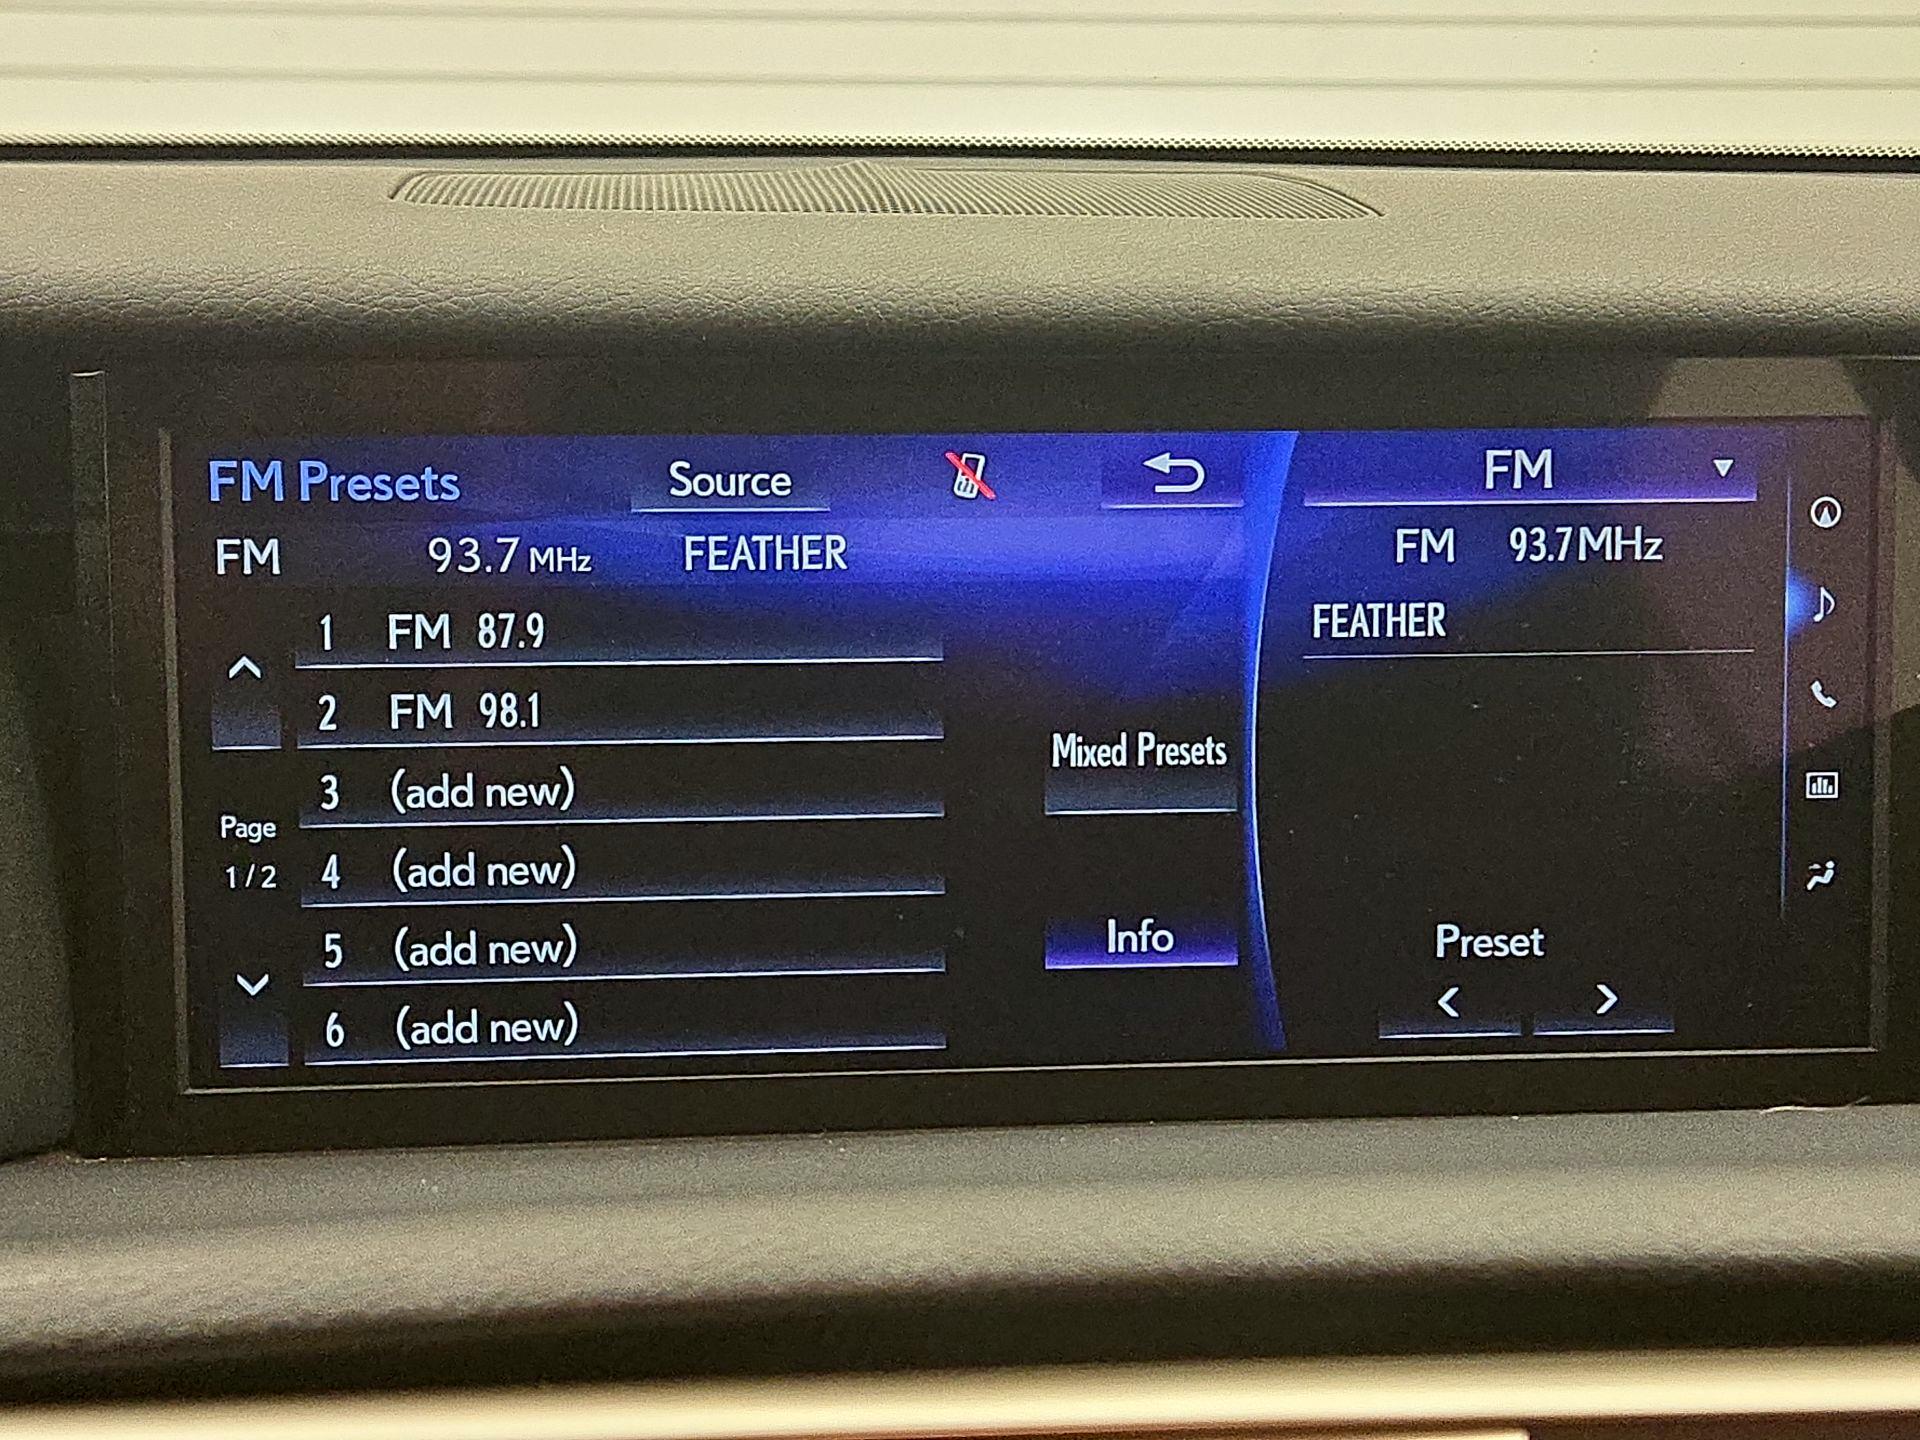 FM Presets Source FM
FM 93.7 MHz FEATHER FM 93.7MHz
1 FM 87.9 FEATHER
2 FM 98.1
Mixed Presets
3 (add new)
Page
1/2 4 (add new)
Info
5 (add new) Preset
6 (add new)